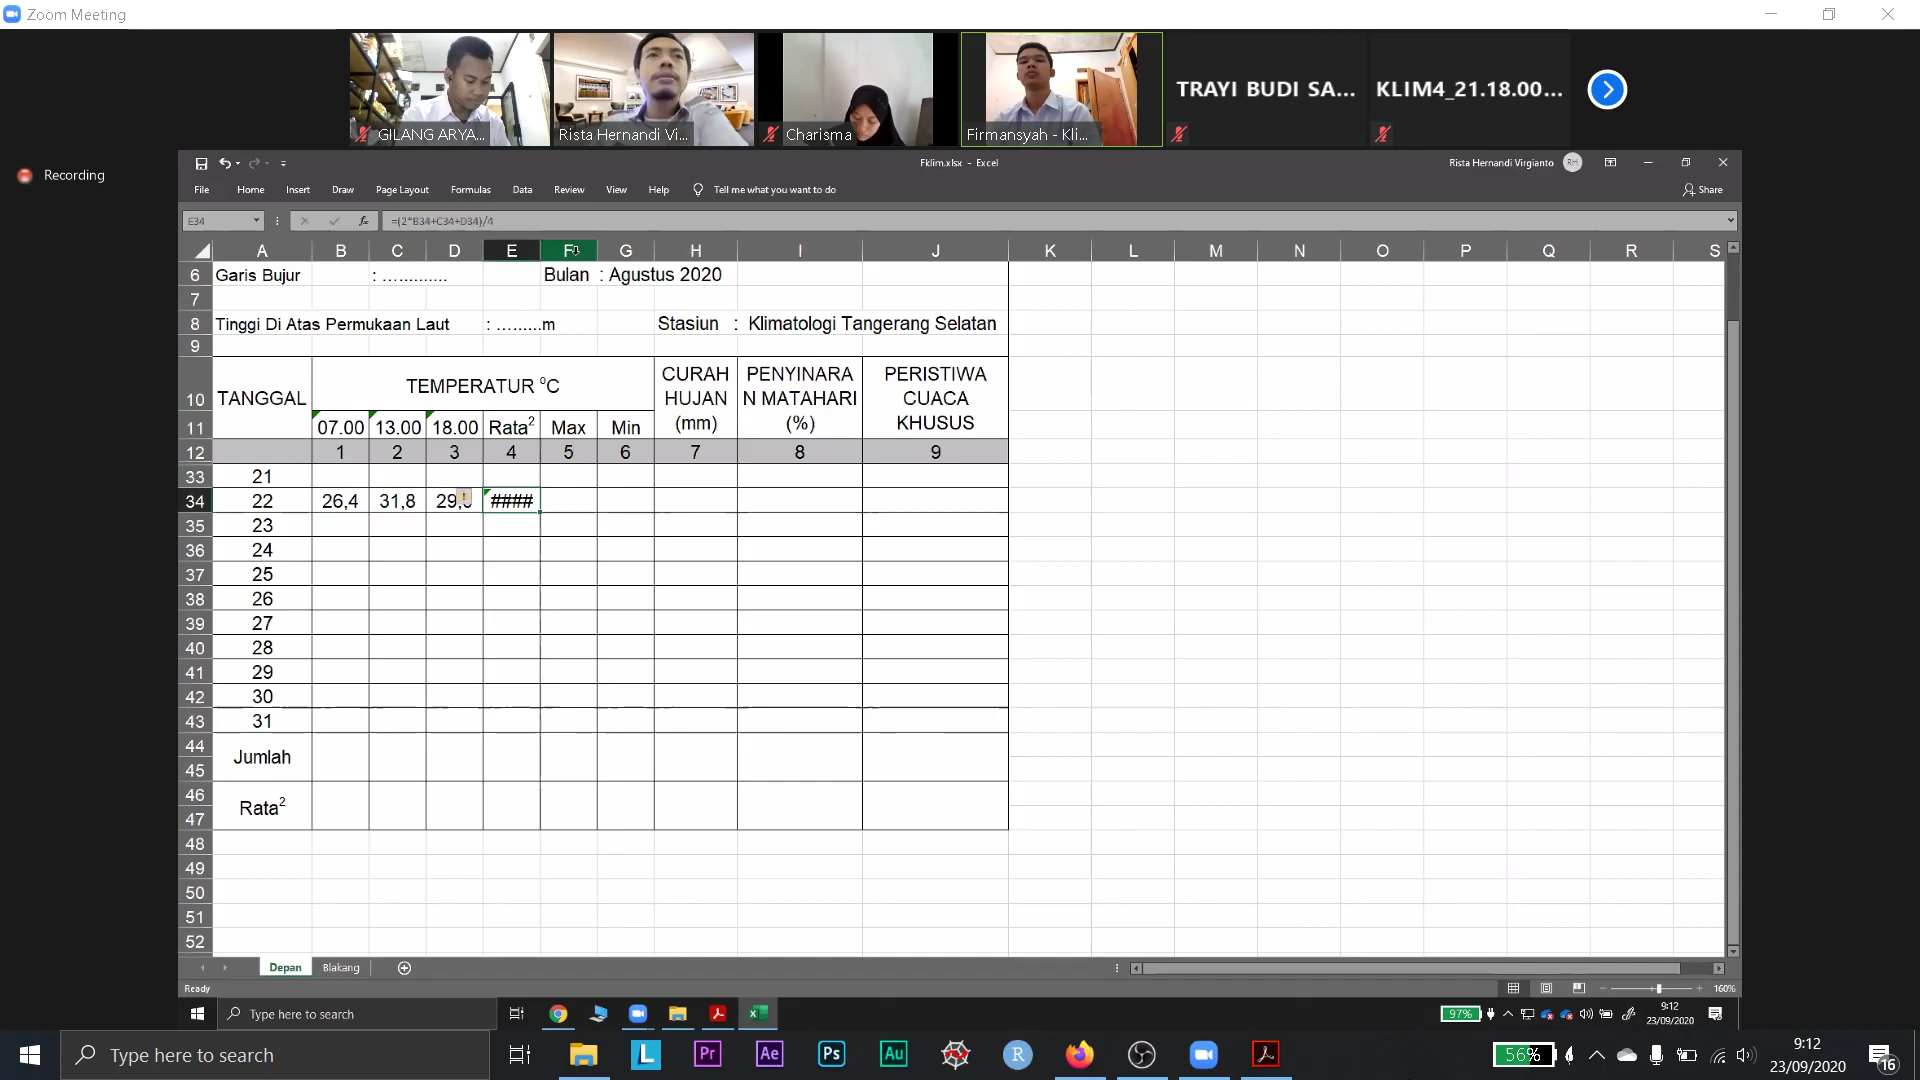 Zoom Meeting
GILANG ARYA...
Rista Hernandi Vi...
Charisma
Firmansyah - Kli...
TRAYI BUDI SA...
KLIM4_21.18.00...
Recording
Fklim.xlsx - Excel
Rista Hernandi Virgianto
RH
File Home Insert Draw Page Layout Formulas Data Review View Help Tell me what you want to do
Share
E34
fx =(2*B34+C34+D34)/4
A B C D E F G H I J K L M N O P Q R S
6 Garis Bujur : ............. Bulan : Agustus 2020
7
8 Tinggi Di Atas Permukaan Laut : .........m Stasiun : Klimatologi Tangerang Selatan
9
10 TANGGAL TEMPERATUR ⁰C CURAH HUJAN (mm) PENYINARA N MATAHARI (%) PERISTIWA CUACA KHUSUS
11 07.00 13.00 18.00 Rata² Max Min
12 1 2 3 4 5 6 7 8 9
33 21
34 22 26,4 31,8 ####
35 23
36 24
37 25
38 26
39 27
40 28
41 29
42 30
43 31
44
Jumlah
45
46
Rata²
47
48
49
50
51
52
Depan Blakang
Ready
160%
Type here to search
97%
9:12
23/09/2020
Type here to search
L Pr Ae Ps Au R
56%
9:12
23/09/2020
16